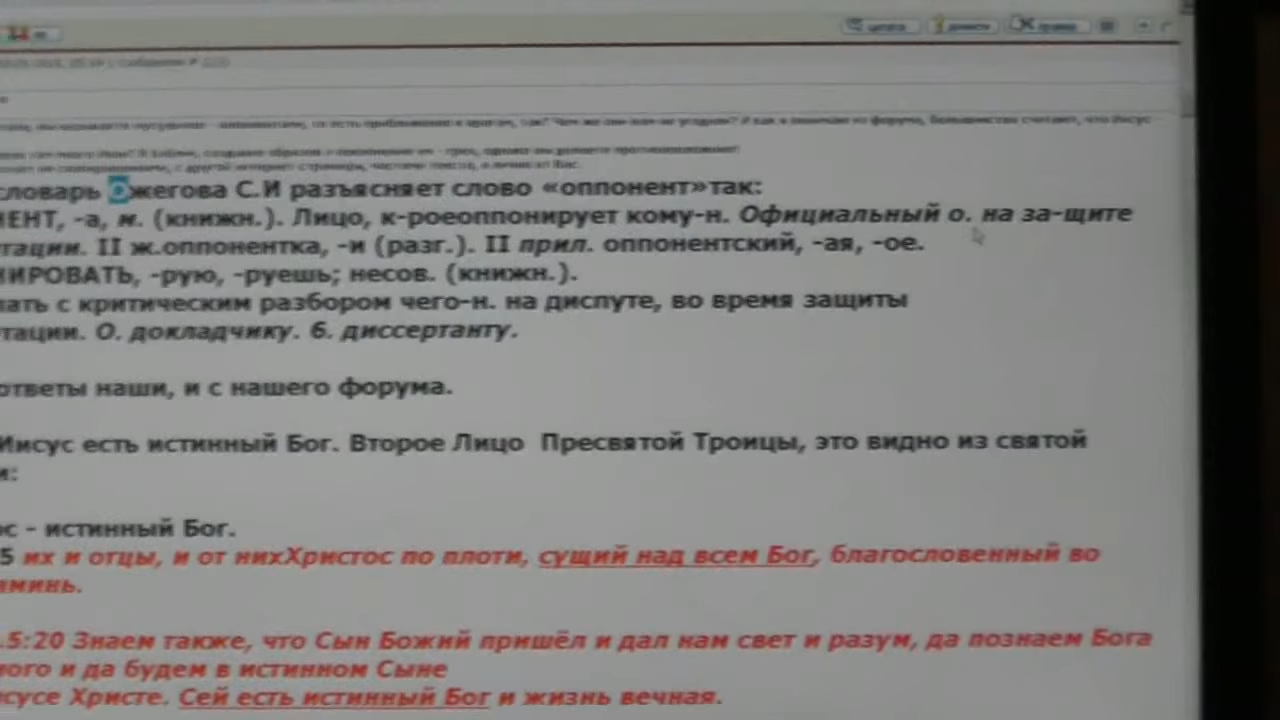 словарь Ожегова С.И разъясняет слово «оппонент»так:
НЕНТ, -а, м. (книжн.). Лицо, к-роеоппонирует кому-н. Официальный о. на за-щите
тации. II ж.оппонентка, -и (разг.). II прил. оппонентский, -ая, -ое.
НИРОВАТЬ, -рую, -руешь; несов. (книжн.).
пать с критическим разбором чего-н. на диспуте, во время защиты
тации. О. докладчику. 6. диссертанту.
ответы наши, и с нашего форума.
Иисус есть истинный Бог. Второе Лицо Пресвятой Троицы, это видно из святой
и:
ос - истинный Бог.
5 их и отцы, и от нихХристос по плоти, сущий над всем Бог, благословенный во
аминь.
.5:20 Знаем также, что Сын Божий пришёл и дал нам свет и разум, да познаем Бога
ного и да будем в истинном Сыне
исусе Христе. Сей есть истинный Бог и жизнь вечная.